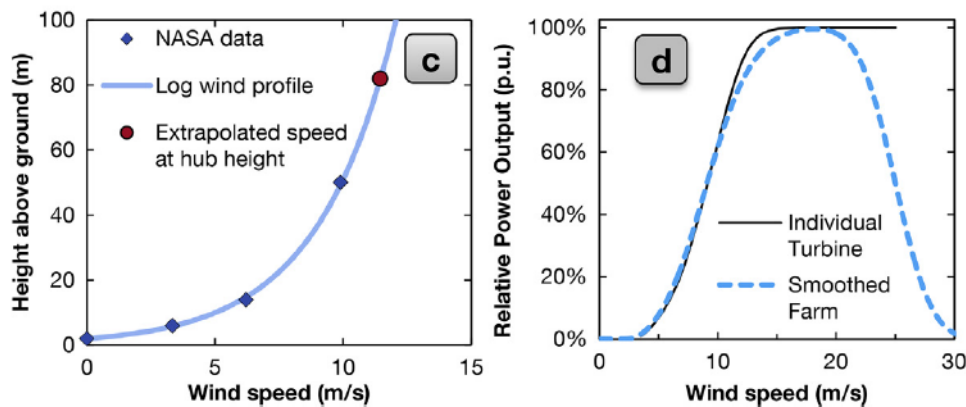 Height above ground (m)
100
80
60
40
20
0
NASA data
Log wind profile
Extrapolated speed
at hub height
c
0
5
10
15
Wind speed (m/s)
Relative Power Output (p.u.)
100%
80%
60%
40%
20%
0%
d
Individual
Turbine
Smoothed
Farm
0
10
20
30
Wind speed (m/s)